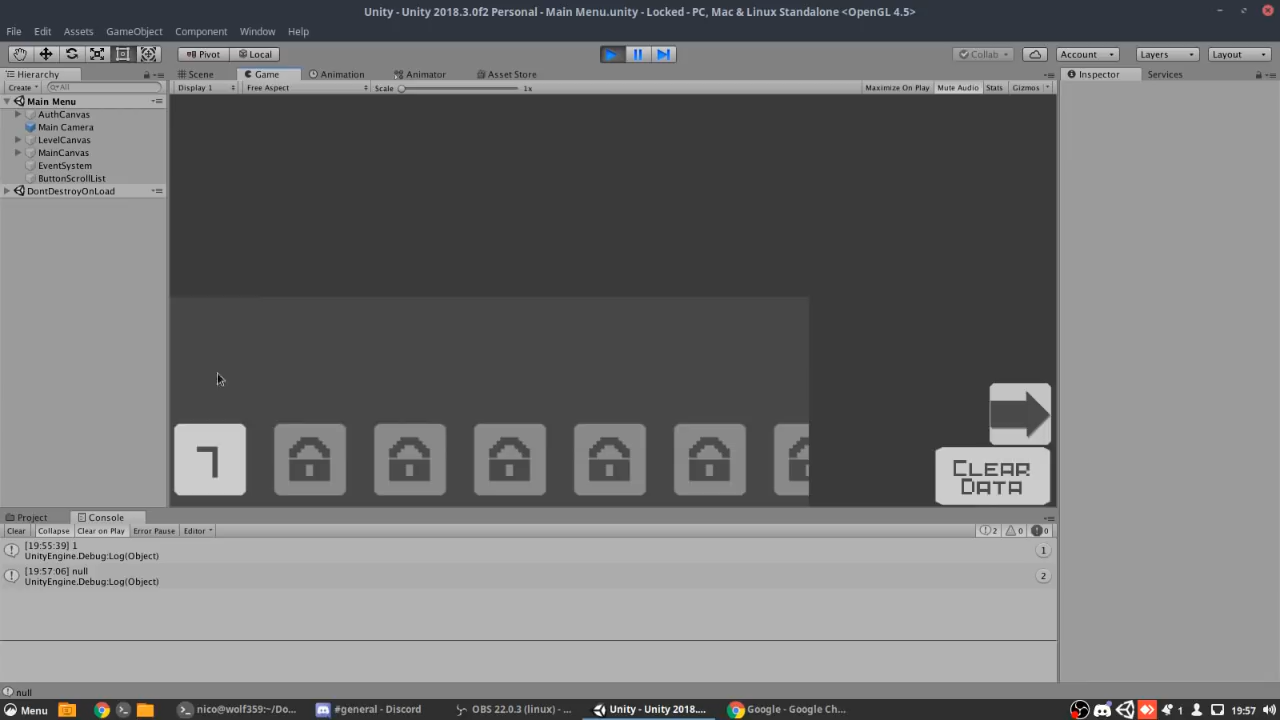 Unity - Unity 2018.3.0f2 Personal - Main Menu.unity - Locked - PC, Mac & Linux Standalone <OpenGL 4.5>
File Edit Assets GameObject Component Window Help
Pivot Local Collab Account Layers Layout
Hierarchy Scene Game Animation Animator Asset Store Inspector Services
Create All Display 1 Free Aspect Scale 1x Maximize On Play Mute Audio Stats Gizmos
Main Menu
AuthCanvas
Main Camera
LevelCanvas
MainCanvas
EventSystem
ButtonScrollList
DontDestroyOnLoad
CLEAR
DATA
Project Console
Clear Collapse Clear on Play Error Pause Editor 2 0 0
[19:55:39] 1
UnityEngine.Debug:Log(Object)
1
[19:57:06] null
UnityEngine.Debug:Log(Object)
2
null
Menu nico@wolf359:~/Do... #general - Discord OBS 22.0.3 (linux) - ... Unity - Unity 2018.... Google - Google Ch... 1 19:57